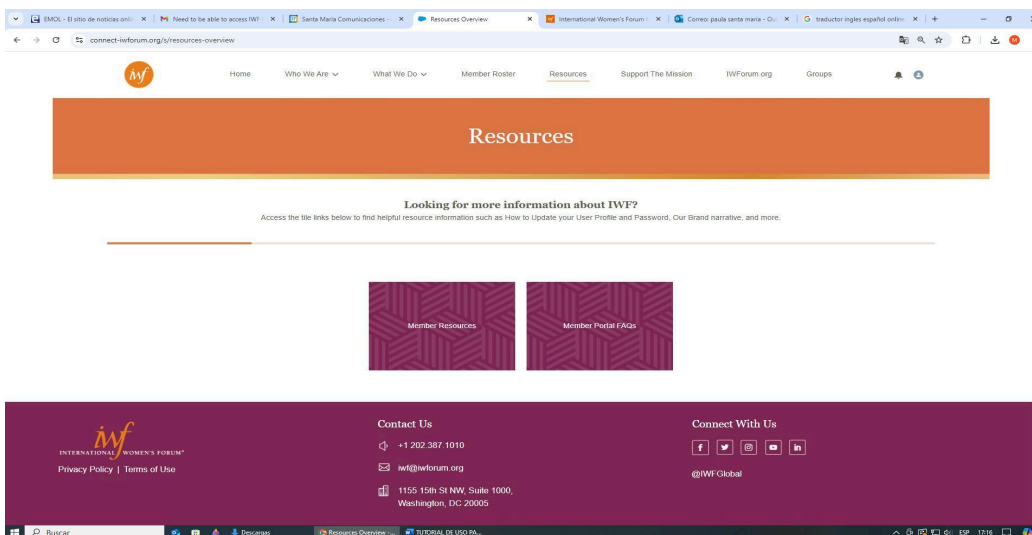 EMOL - El sitio de noticias onli
Need to be able to access IWF
Santa Maria Comunicaciones -
Resources Overview
International Women's Forum
Correo: paula santa maria - Ou
traductor ingles español online
connect-iwforum.org/s/resources-overview
iwf
Home
Who We Are
What We Do
Member Roster
Resources
Support The Mission
IWForum.org
Groups
Resources
Looking for more information about IWF?
Access the tile links below to find helpful resource information such as How to Update your User Profile and Password, Our Brand narrative, and more.
Member Resources
Member Portal FAQs
iwf
INTERNATIONAL WOMEN'S FORUM
Privacy Policy | Terms of Use
Contact Us
+1 202.387.1010
iwf@iwforum.org
1155 15th St NW, Suite 1000,
Washington, DC 20005
Connect With Us
@IWFGlobal
Buscar
Descargas
Resources Overview -...
TUTORIAL DE USO PA...
ESP
17:16